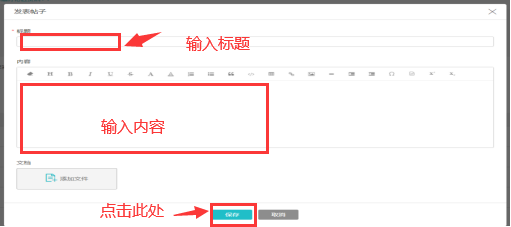 发表帖子
* 标题
输入标题
内容
H B I U S A
输入内容
文档
添加文件
点击此处
保存 取消